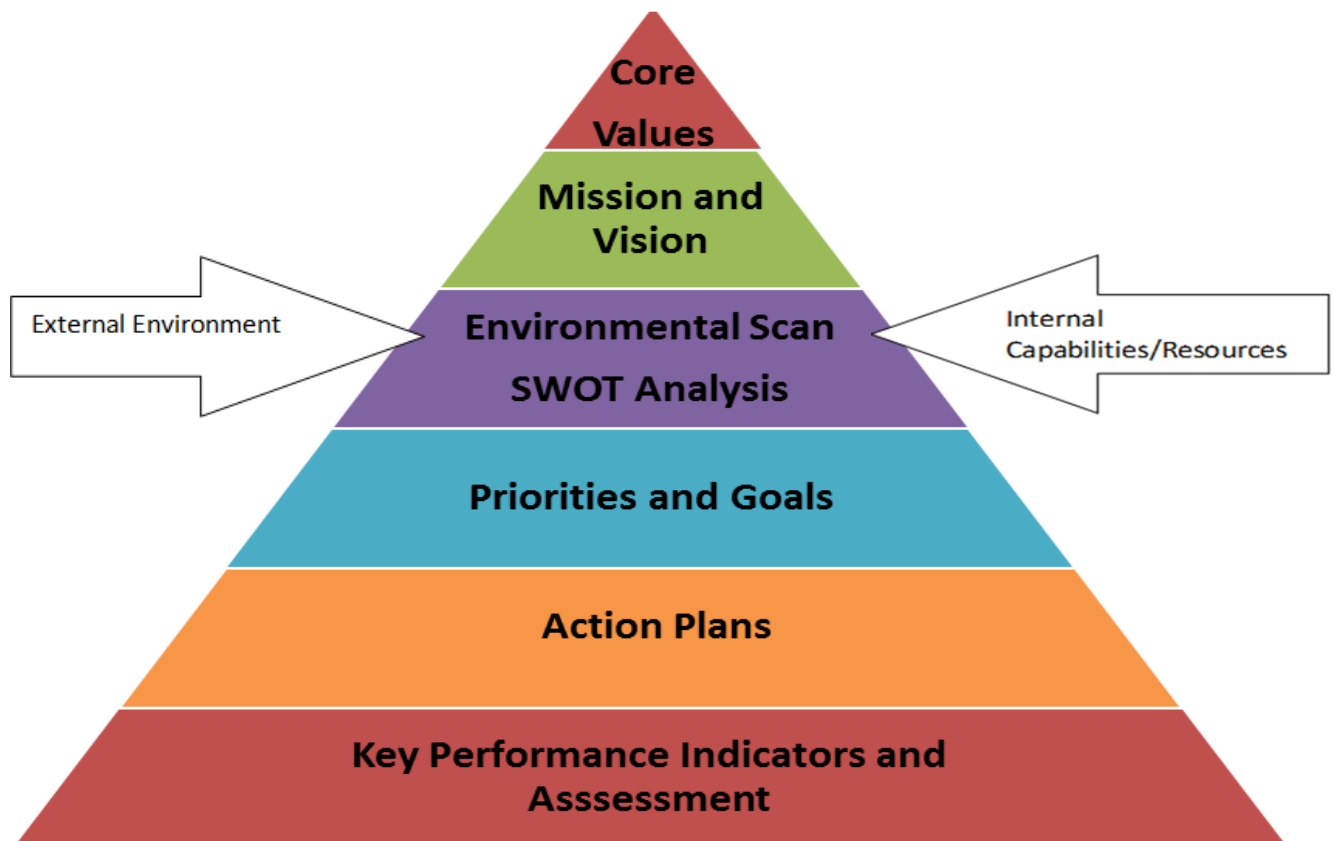 Core
Values
Mission and
Vision
External Environment
Environmental Scan
SWOT Analysis
Internal
Capabilities/Resources
Priorities and Goals
Action Plans
Key Performance Indicators and
Asssessment